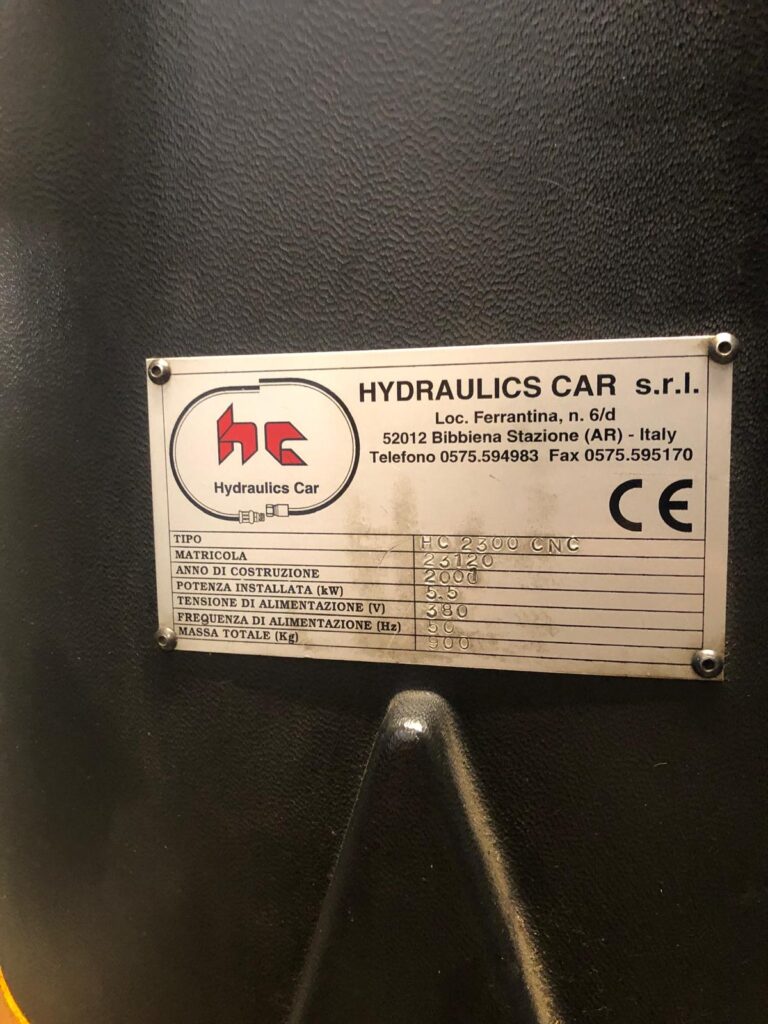 HYDRAULICS CAR s.r.l.
Loc. Ferrantina, n. 6/d
52012 Bibbiena Stazione (AR) - Italy
Telefono 0575.594983 Fax 0575.595170
hc
Hydraulics Car
CE
TIPO HC 2300 CNC
MATRICOLA 23120
ANNO DI COSTRUZIONE
POTENZA INSTALLATA (kW) 5.5
TENSIONE DI ALIMENTAZIONE (V) 380
FREQUENZA DI ALIMENTAZIONE (Hz) 50
MASSA TOTALE (Kg)